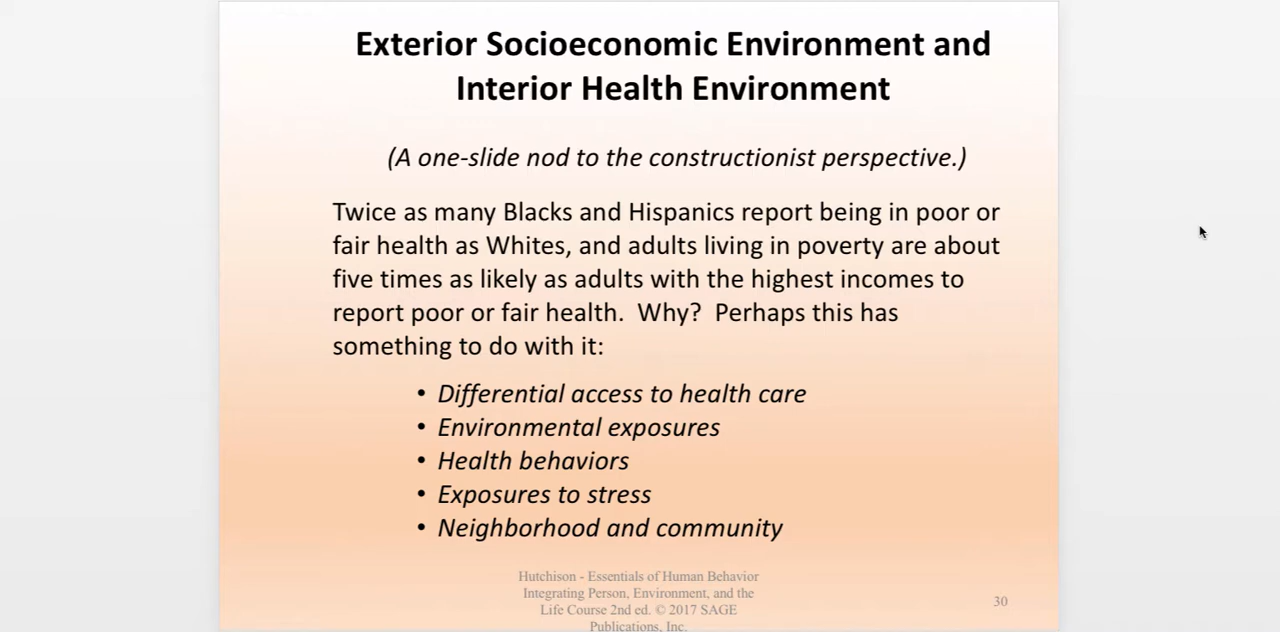 Exterior Socioeconomic Environment and
Interior Health Environment
(A one-slide nod to the constructionist perspective.)
Twice as many Blacks and Hispanics report being in poor or
fair health as Whites, and adults living in poverty are about
five times as likely as adults with the highest incomes to
report poor or fair health.  Why?  Perhaps this has
something to do with it:
• Differential access to health care
• Environmental exposures
• Health behaviors
• Exposures to stress
• Neighborhood and community
Hutchison - Essentials of Human Behavior
Integrating Person, Environment, and the
Life Course 2nd ed. © 2017 SAGE
Publications, Inc.
30